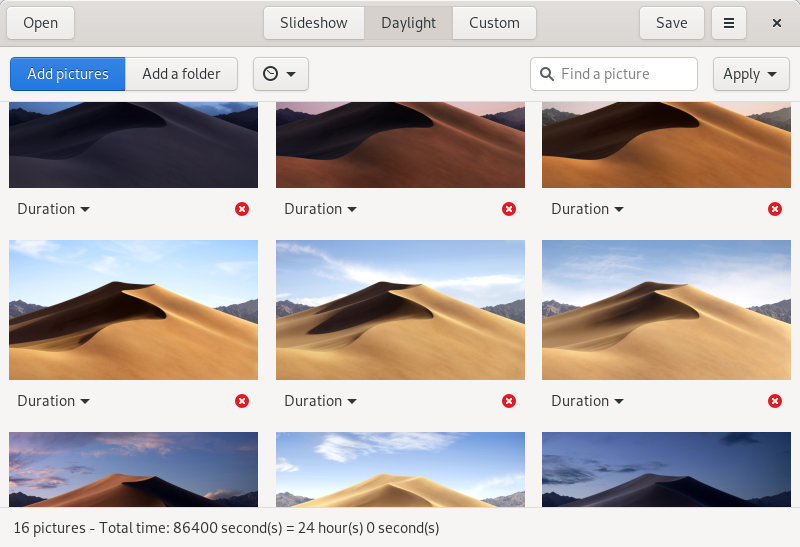 Open Slideshow Daylight Custom Save
Add pictures Add a folder Find a picture Apply
Duration Duration Duration
Duration Duration Duration
16 pictures - Total time: 86400 second(s) = 24 hour(s) 0 second(s)